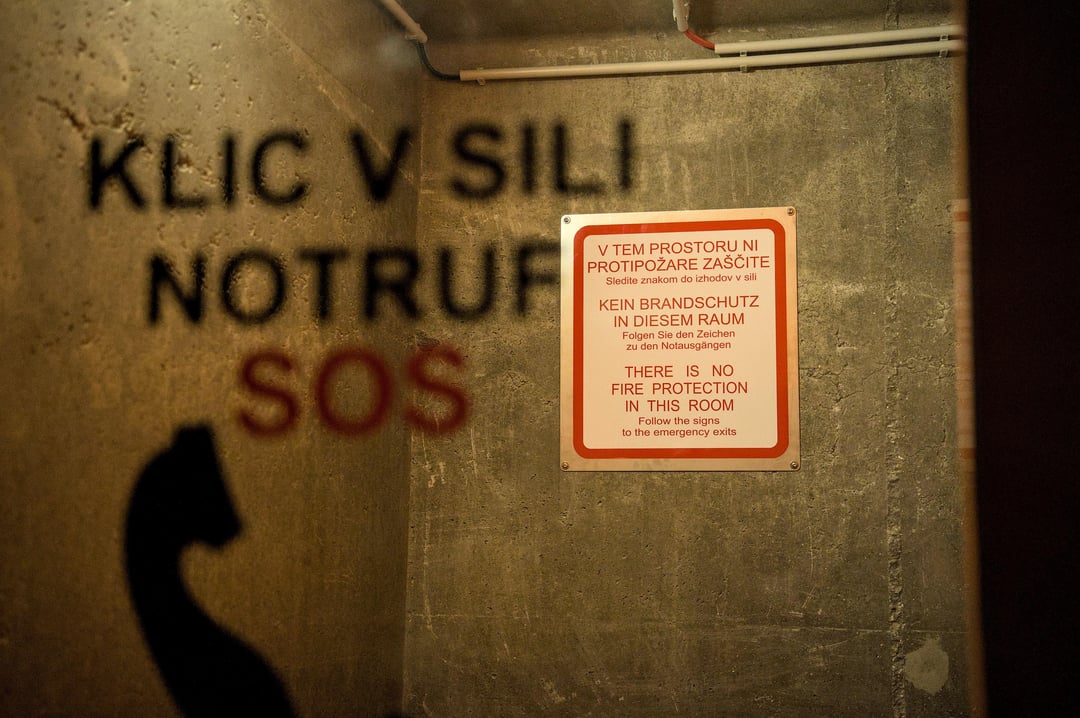 KLIC V SILI
NOTRUF
SOS
V TEM PROSTORU NI
PROTIPOŽARE ZAŠČITE
Sledite znakom do izhodov v sili
KEIN BRANDSCHUTZ
IN DIESEM RAUM
Folgen Sie den Zeichen
zu den Notausgängen
THERE IS NO
FIRE PROTECTION
IN THIS ROOM
Follow the signs
to the emergency exits